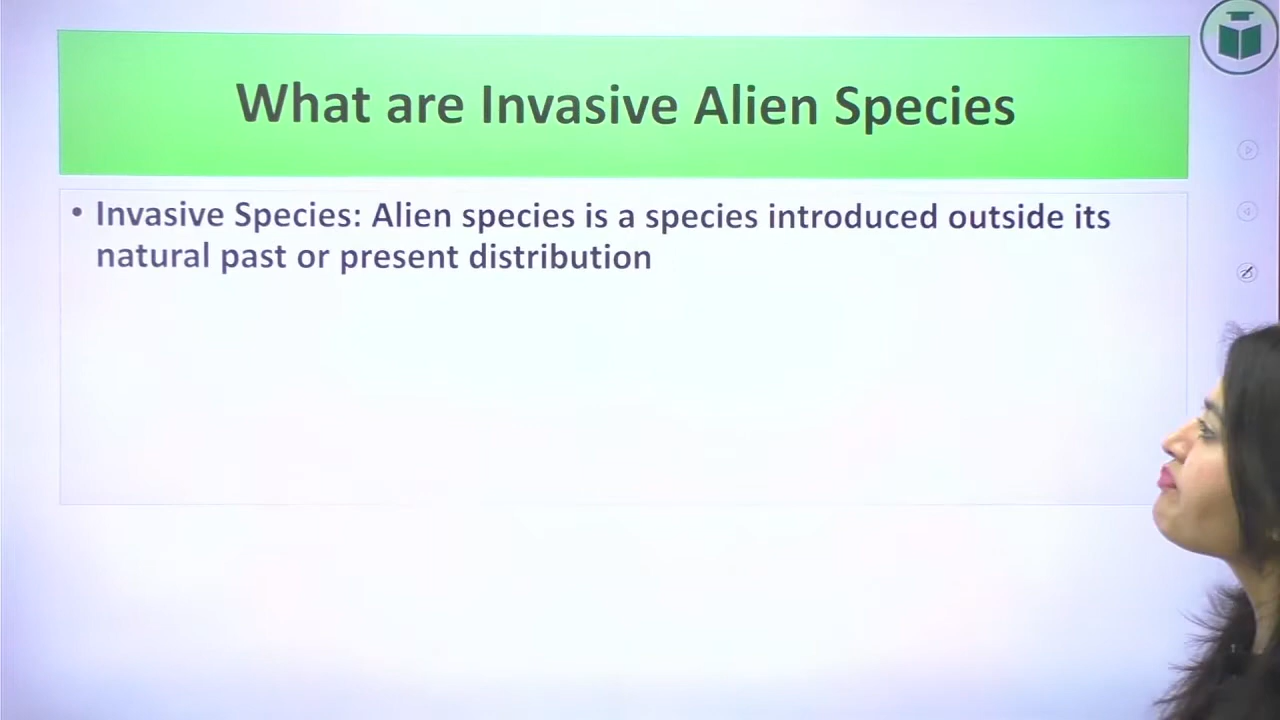 What are Invasive Alien Species
• Invasive Species: Alien species is a species introduced outside its
natural past or present distribution
1